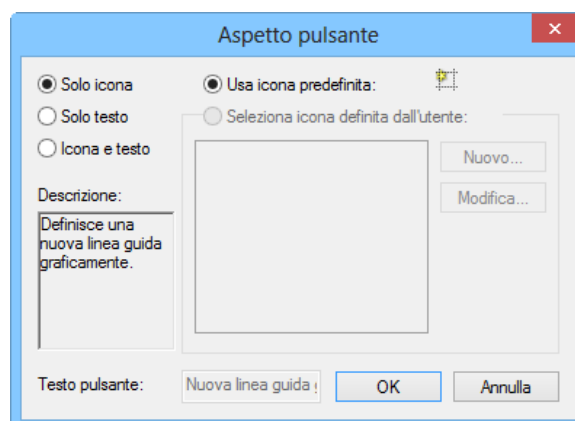 Aspetto pulsante
Solo icona
Usa icona predefinita:
Solo testo
Seleziona icona definita dall'utente:
Icona e testo
Nuovo...
Descrizione:
Modifica...
Definisce una
nuova linea guida
graficamente.
Testo pulsante:
Nuova linea guida
OK
Annulla